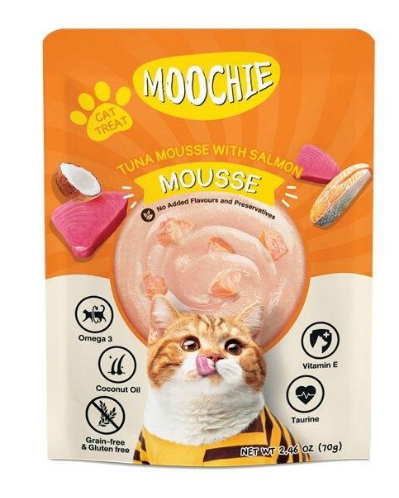 MOOCHIE
CAT
TREAT
TUNA MOUSSE WITH SALMON
MOUSSE
No Added Flavours and Preservatives
Omega 3
Vitamin E
Coconut Oil
Taurine
Grain-free
& Gluten free
NET WT 2.46 OZ (70g)